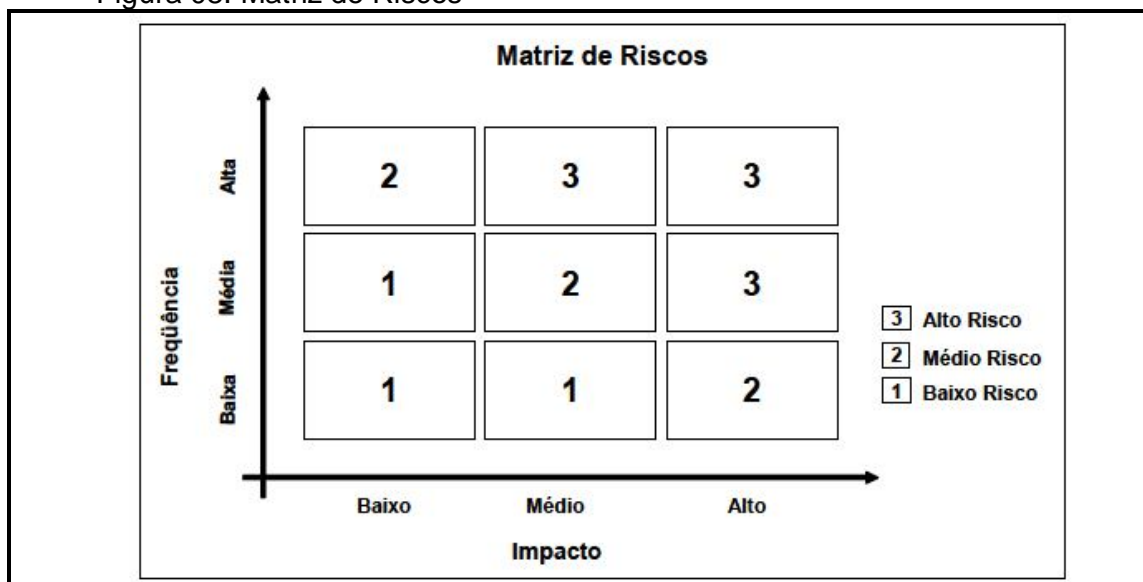 Matriz de Riscos
Freqüência
Alta
2 3 3
Média
1 2 3
Baixa
1 1 2
Baixo Médio Alto
Impacto
3 Alto Risco
2 Médio Risco
1 Baixo Risco